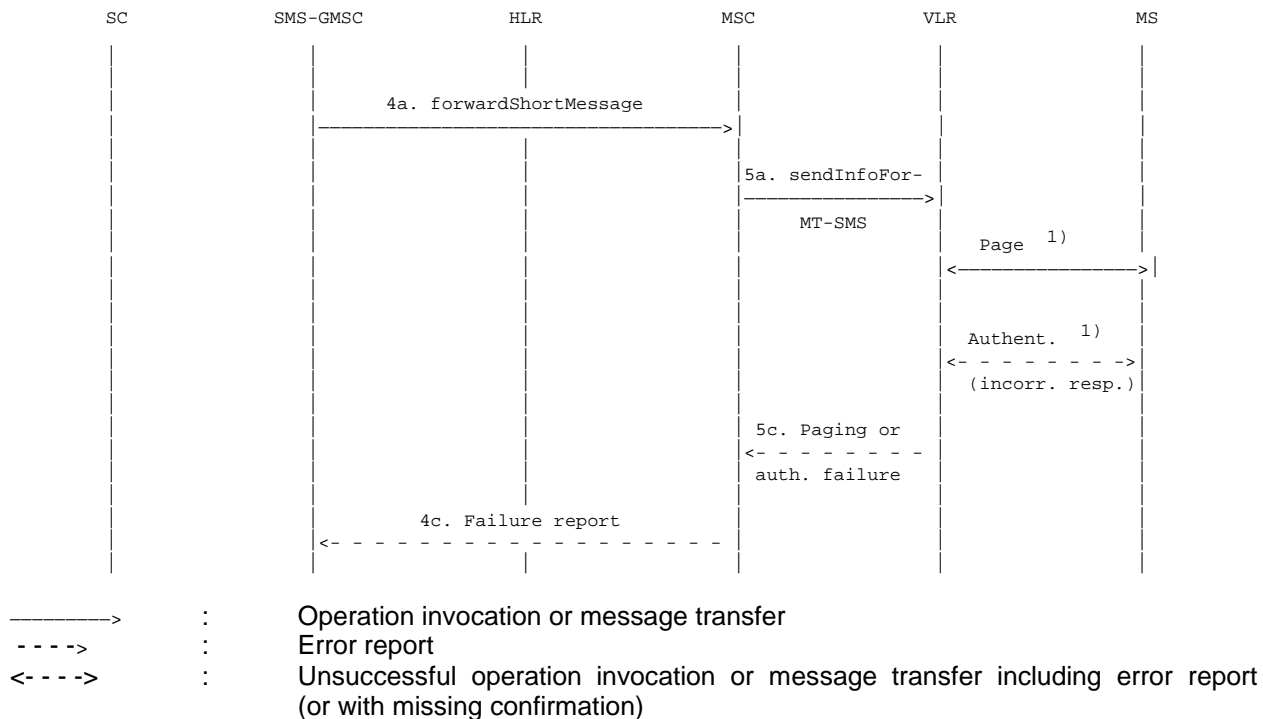 SC SMS-GMSC HLR MSC VLR MS
4a. forwardShortMessage
5a. sendInfoFor-
MT-SMS
Page 1)
Authent. 1)
(incorr. resp.)
5c. Paging or
auth. failure
4c. Failure report
: Operation invocation or message transfer
: Error report
: Unsuccessful operation invocation or message transfer including error report
(or with missing confirmation)